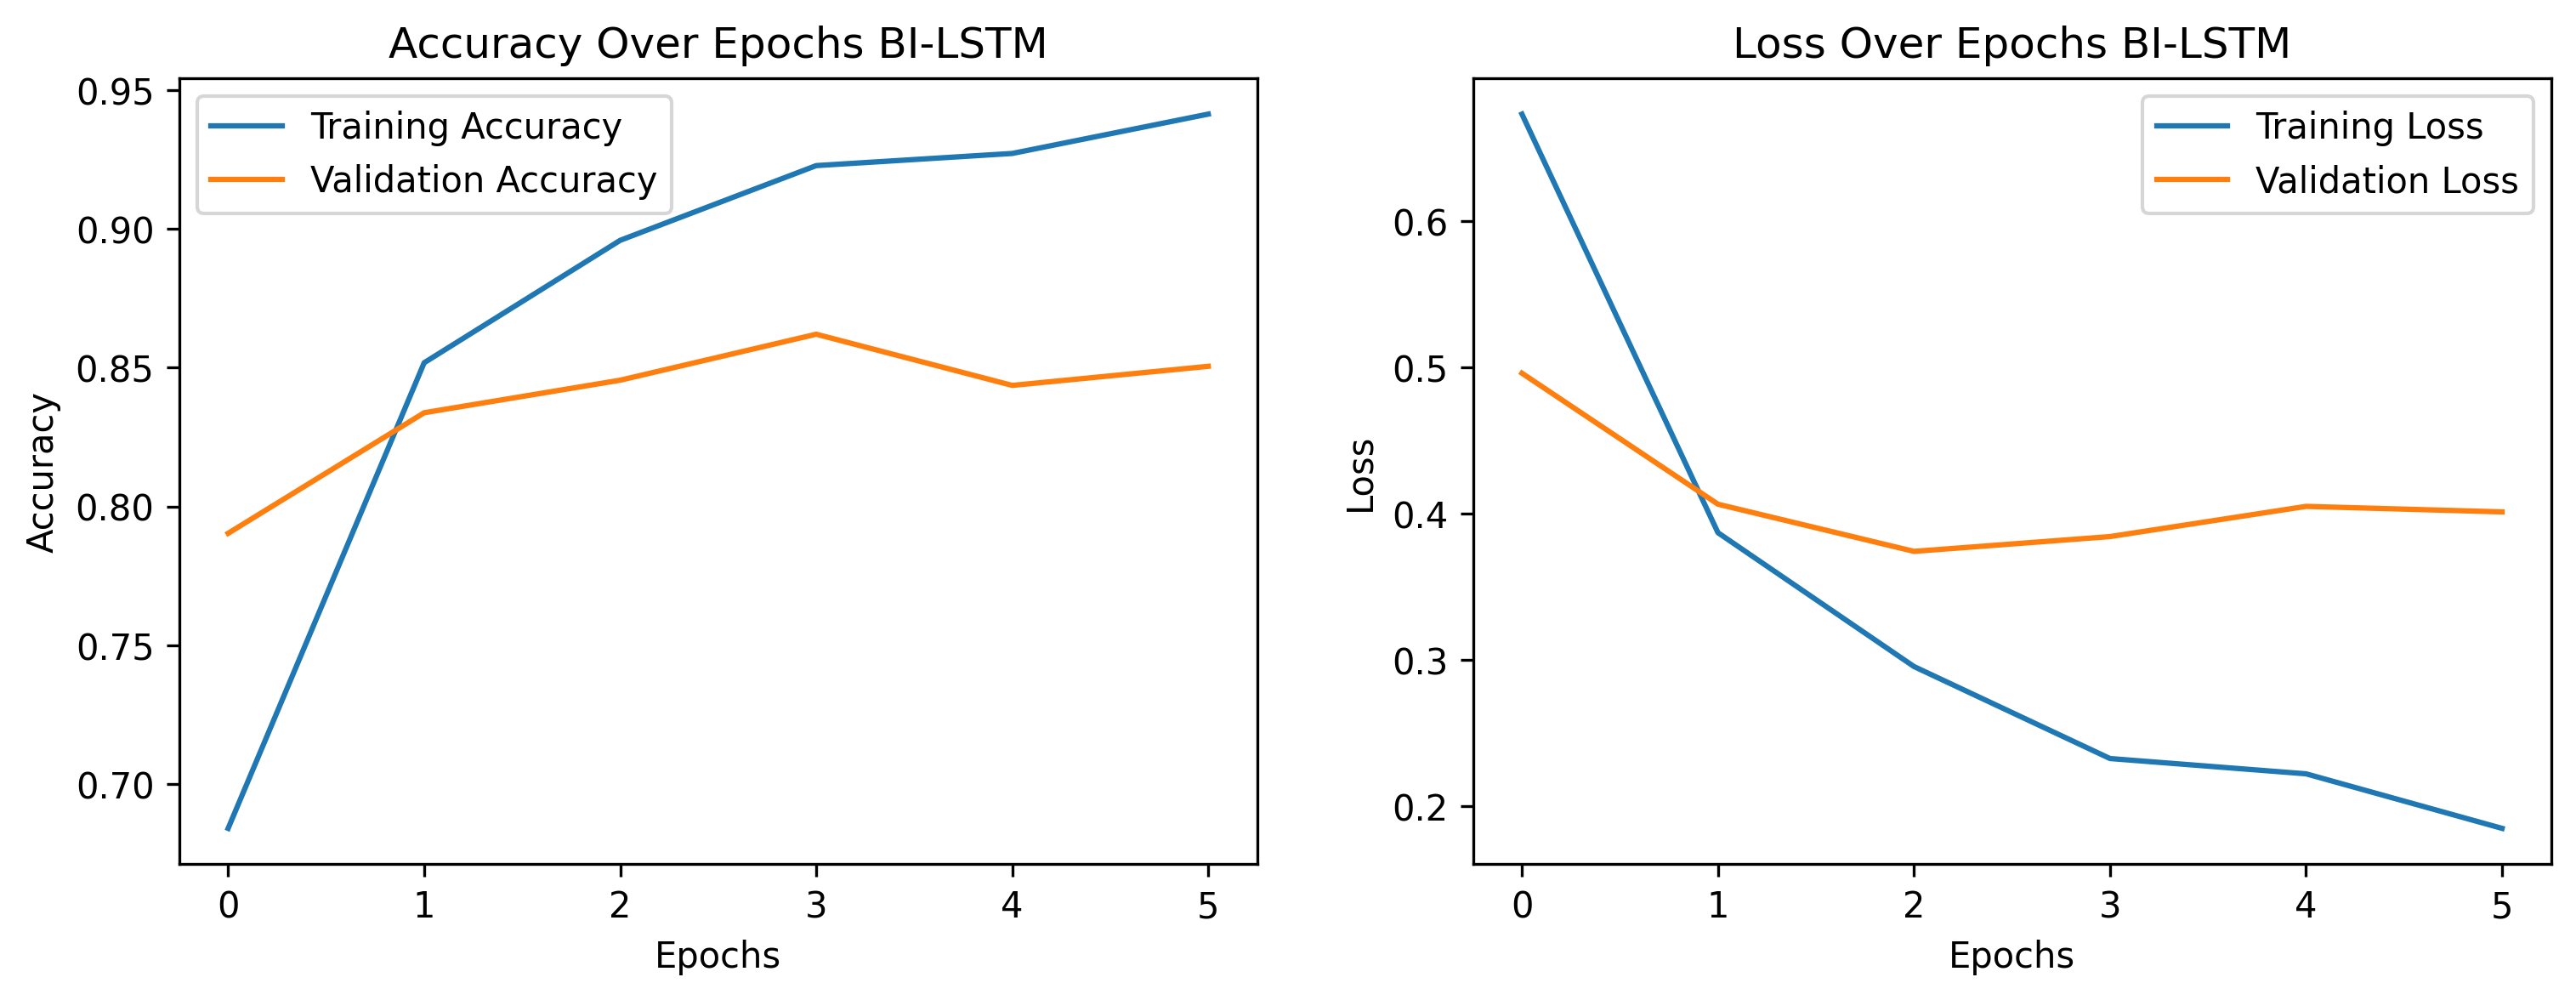 Accuracy Over Epochs BI-LSTM
0.95
0.90
0.85
0.80
0.75
0.70
Accuracy
Training Accuracy
Validation Accuracy
0 1 2 3 4 5
Epochs
Loss Over Epochs BI-LSTM
0.6
0.5
0.4
0.3
0.2
Loss
Training Loss
Validation Loss
0 1 2 3 4 5
Epochs